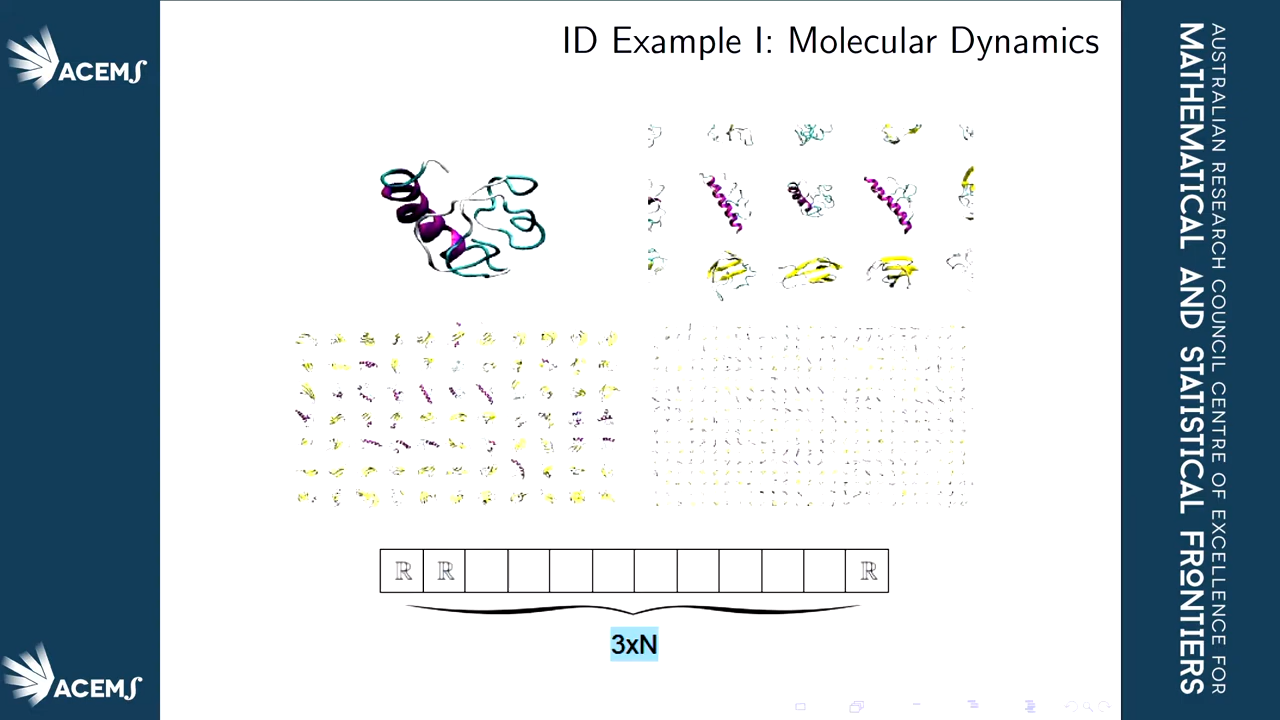 ID Example I: Molecular Dynamics
ACEMS
AUSTRALIAN RESEARCH COUNCIL CENTRE OF EXCELLENCE FOR
MATHEMATICAL AND STATISTICAL FRONTIERS
ℝ ℝ ℝ
3xN
ACEMS